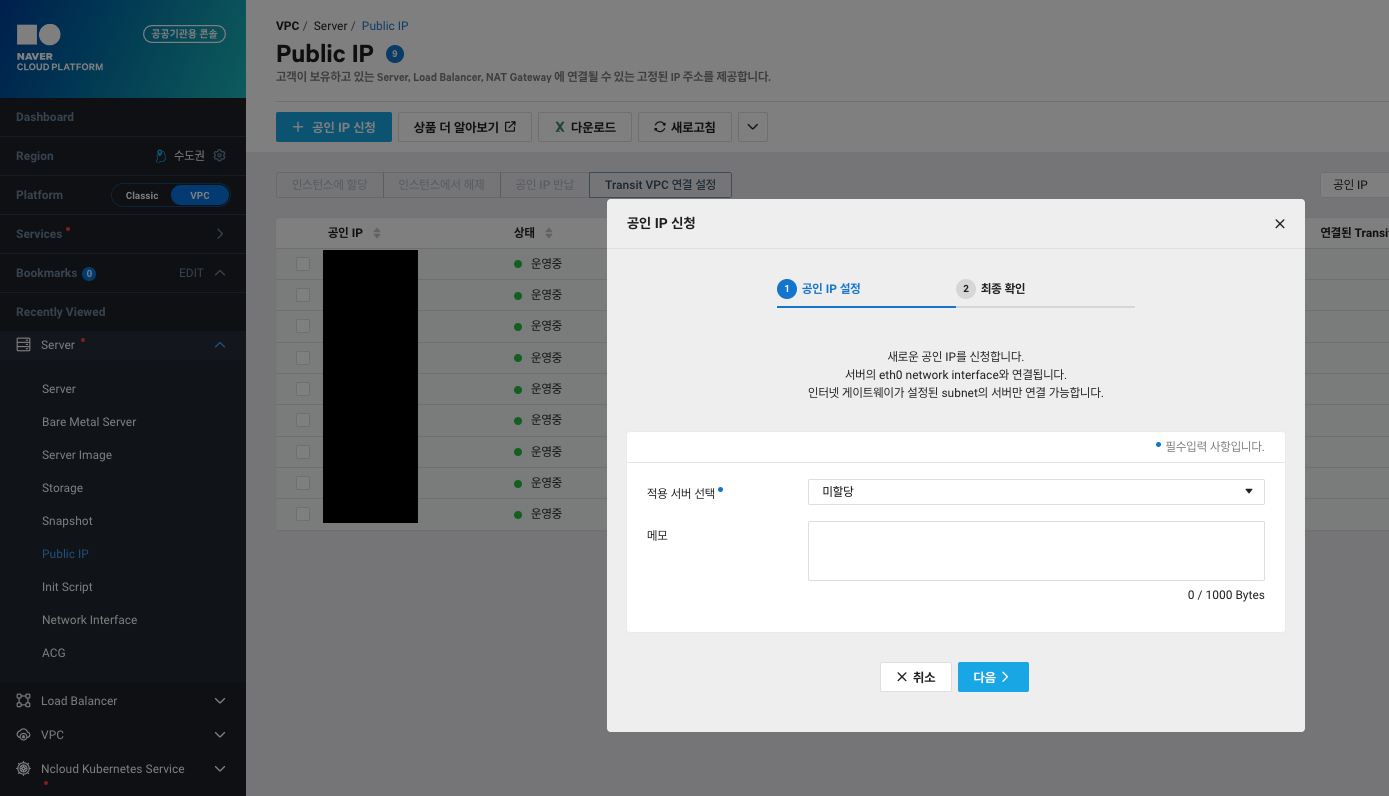 NAVER
CLOUD PLATFORM
공공기관용 콘솔
Dashboard
Region
수도권
Platform
Classic
VPC
Services
Bookmarks 0
EDIT
Recently Viewed
Server
Server
Bare Metal Server
Server Image
Storage
Snapshot
Public IP
Init Script
Network Interface
ACG
Load Balancer
VPC
Ncloud Kubernetes Service
VPC / Server / Public IP
Public IP 9
고객이 보유하고 있는 Server, Load Balancer, NAT Gateway 에 연결될 수 있는 고정된 IP 주소를 제공합니다.
+ 공인 IP 신청
상품 더 알아보기
X 다운로드
새로고침
인스턴스에 할당
인스턴스에서 해제
공인 IP 반납
Transit VPC 연결 설정
공인 IP
공인 IP
상태
연결된 Transi
운영중
운영중
운영중
운영중
운영중
운영중
운영중
운영중
운영중
공인 IP 신청
1 공인 IP 설정
2 최종 확인
새로운 공인 IP를 신청합니다.
서버의 eth0 network interface와 연결됩니다.
인터넷 게이트웨이가 설정된 subnet의 서버만 연결 가능합니다.
필수입력 사항입니다.
적용 서버 선택
미할당
메모
0 / 1000 Bytes
취소
다음